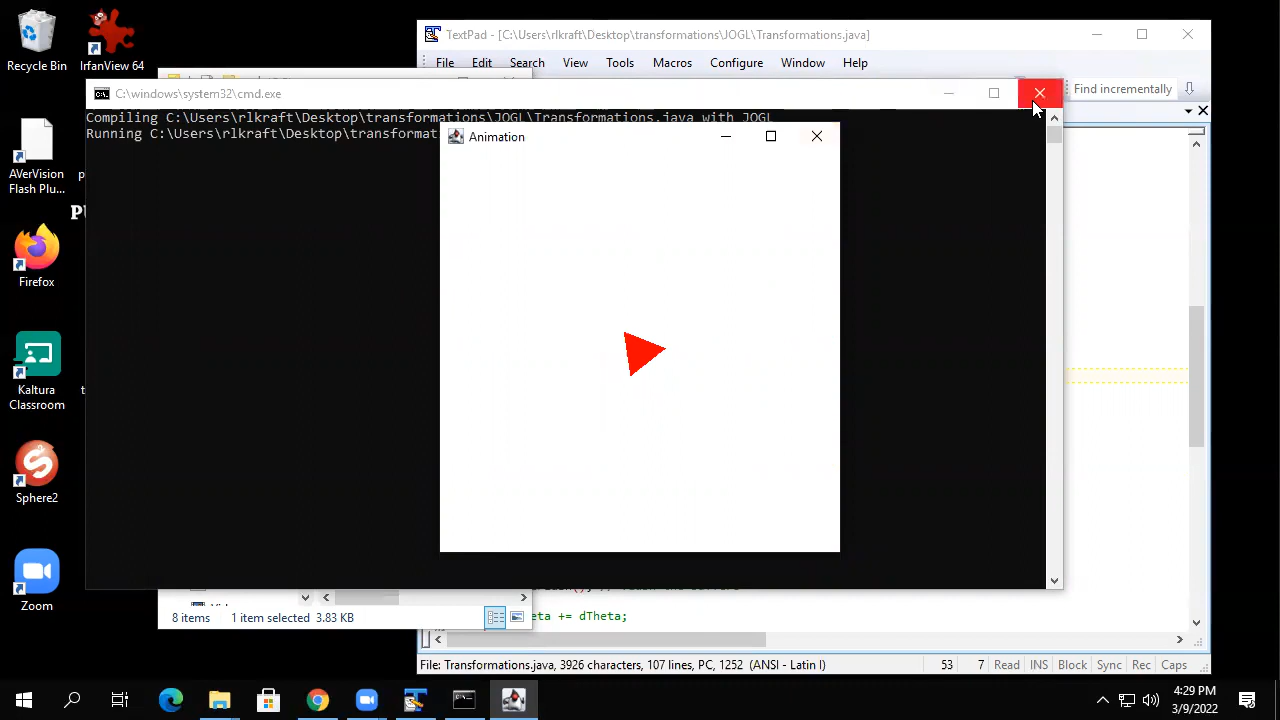 Recycle Bin
IrfanView 64
TextPad - [C:\Users\rlkraft\Desktop\transformations\JOGL\Transformations.java]
File Edit Search View Tools Macros Configure Window Help
C:\windows\system32\cmd.exe
Find incrementally
Compiling C:\Users\rlkraft\Desktop\transformations\JOGL\Transformations.java with JOGL
Running C:\Users\rlkraft\Desktop\transformat
Animation
AVerVision
Flash Plu...
Firefox
Kaltura
Classroom
Sphere2
Zoom
8 items 1 item selected 3.83 KB
eta += dTheta;
File: Transformations.java, 3926 characters, 107 lines, PC, 1252 (ANSI - Latin I) 53 7 Read INS Block Sync Rec Caps
4:29 PM
3/9/2022